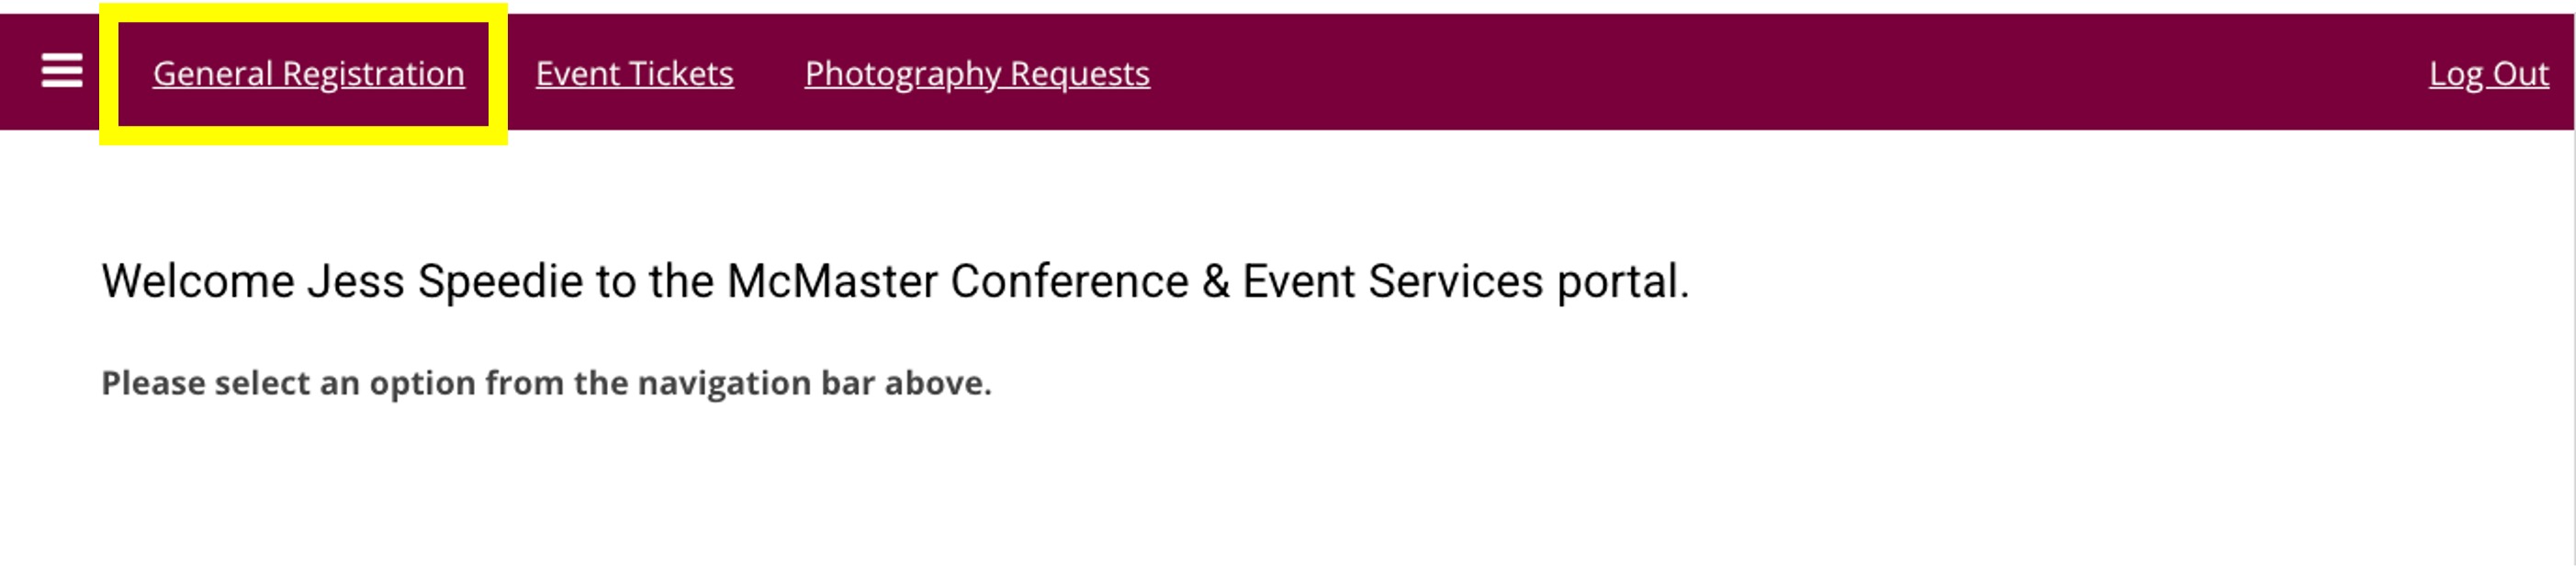 General Registration Event Tickets Photography Requests Log Out
Welcome Jess Speedie to the McMaster Conference & Event Services portal.
Please select an option from the navigation bar above.